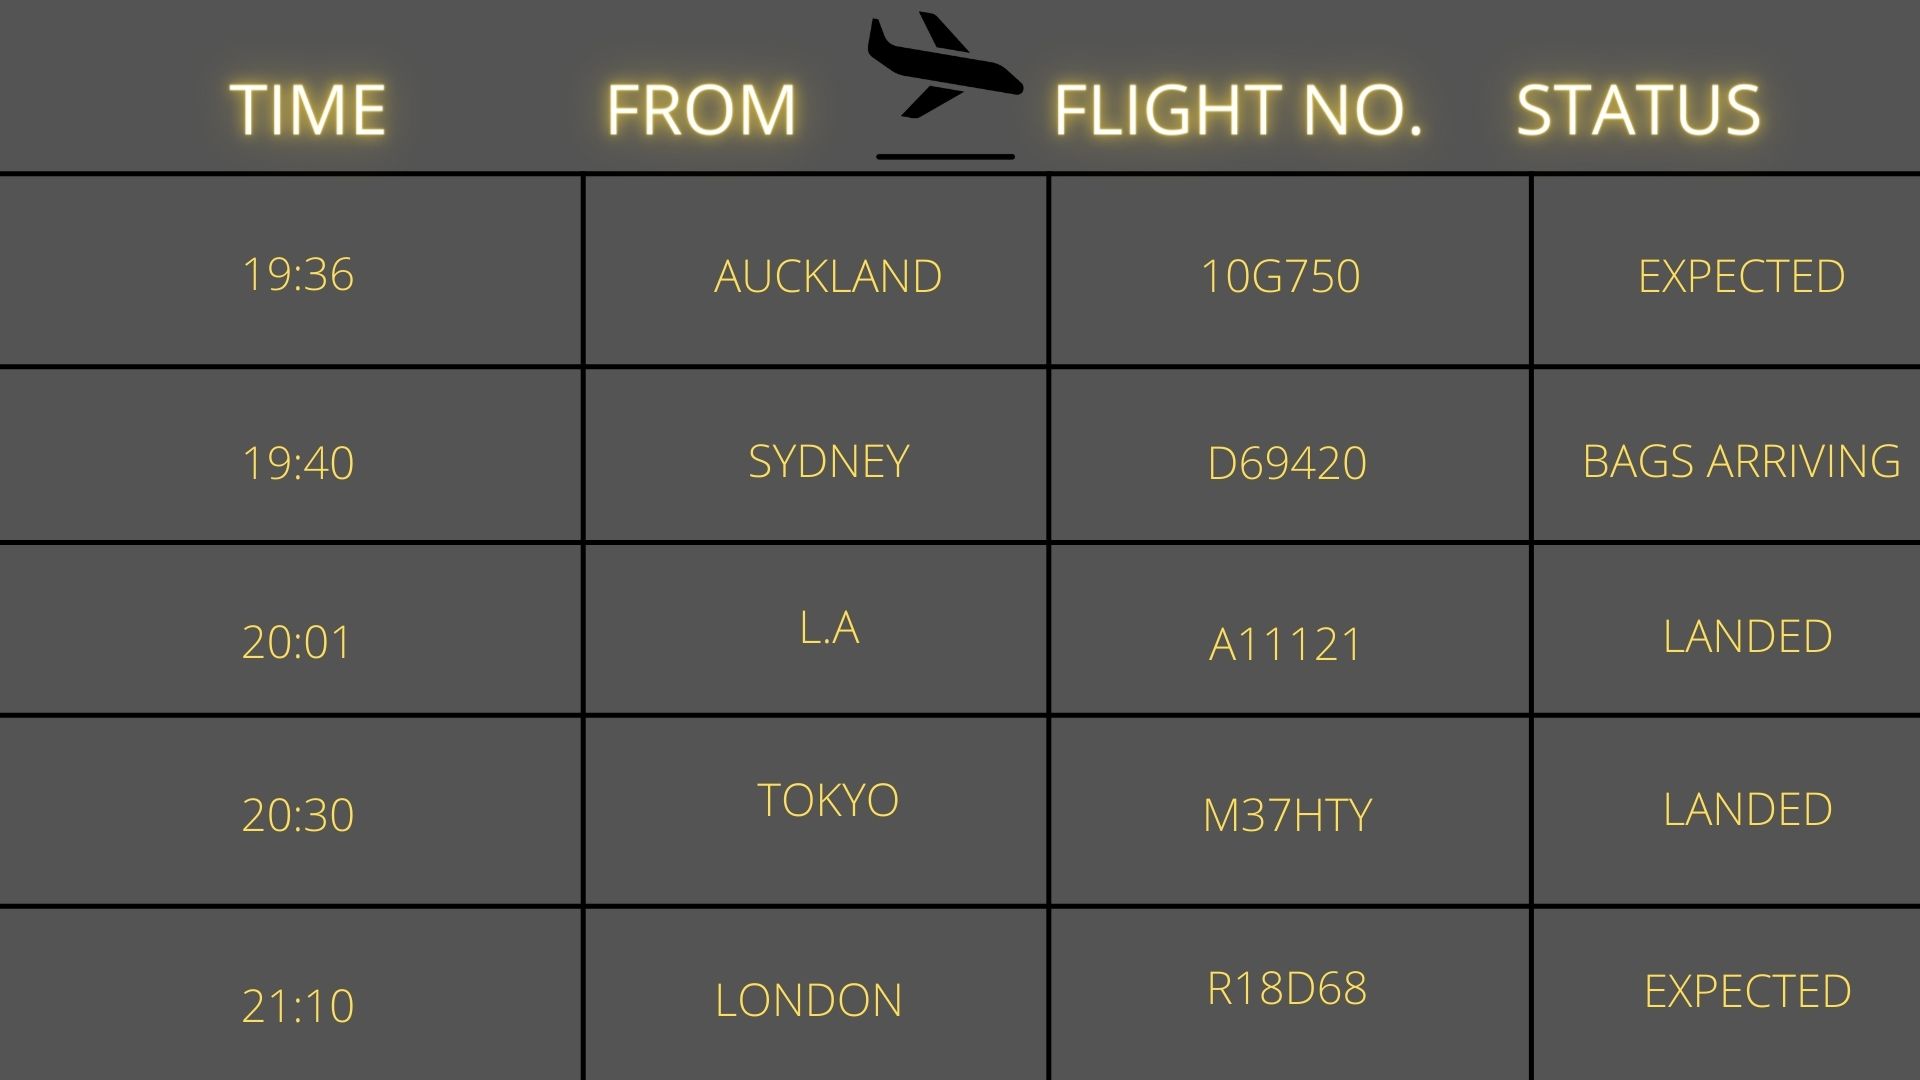 TIME FROM FLIGHT NO. STATUS
19:36 AUCKLAND 10G750 EXPECTED
19:40 SYDNEY D69420 BAGS ARRIVING
20:01 L.A A11121 LANDED
20:30 TOKYO M37HTY LANDED
21:10 LONDON R18D68 EXPECTED